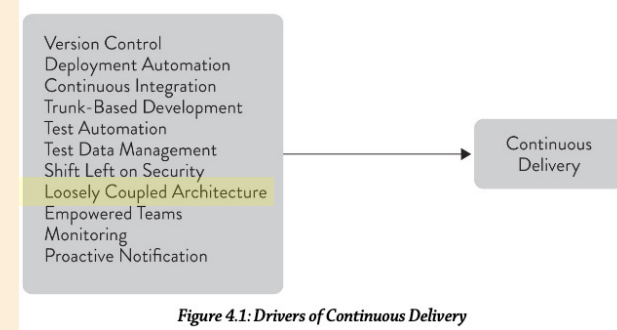 Version Control
Deployment Automation
Continuous Integration
Trunk-Based Development
Test Automation
Test Data Management
Shift Left on Security
Loosely Coupled Architecture
Empowered Teams
Monitoring
Proactive Notification
Continuous
Delivery
Figure 4.1: Drivers of Continuous Delivery